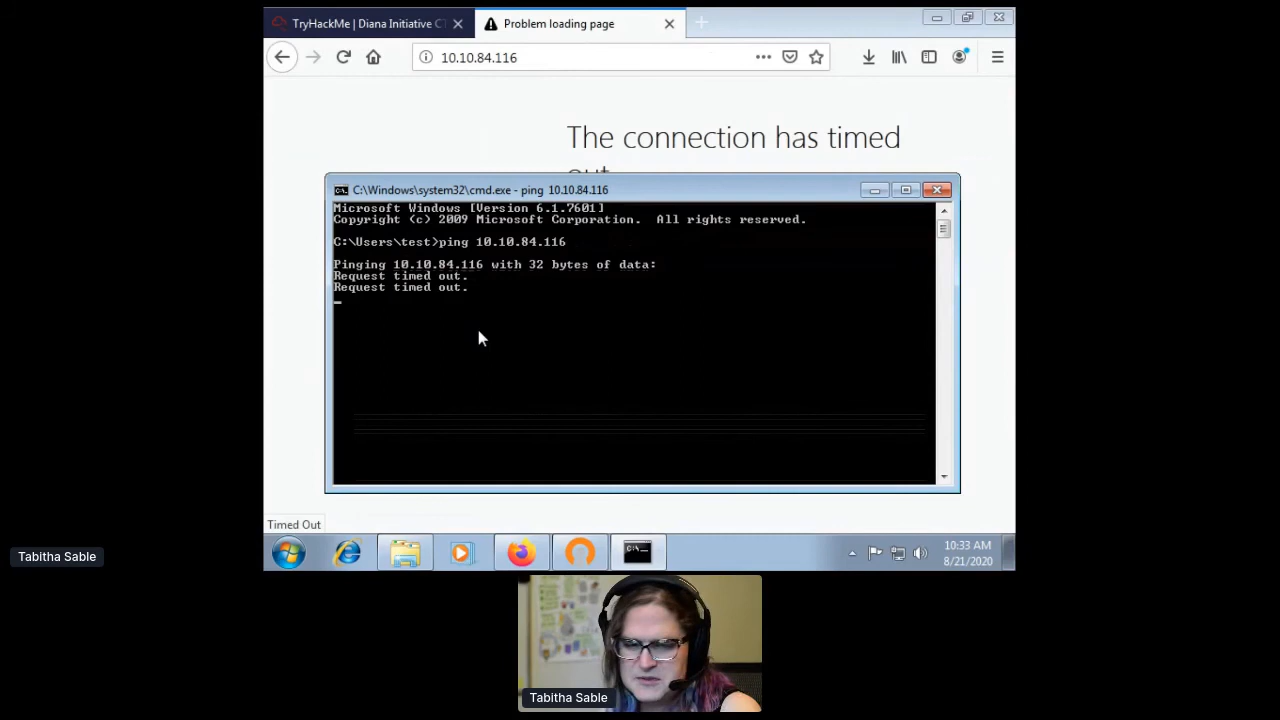 TryHackMe | Diana Initiative CT
Problem loading page
10.10.84.116
The connection has timed
out
C:\Windows\system32\cmd.exe - ping 10.10.84.116
Microsoft Windows [Version 6.1.7601]
Copyright (c) 2009 Microsoft Corporation. All rights reserved.
C:\Users\test>ping 10.10.84.116
Pinging 10.10.84.116 with 32 bytes of data:
Request timed out.
Request timed out.
Timed Out
10:33 AM
8/21/2020
Tabitha Sable
Tabitha Sable